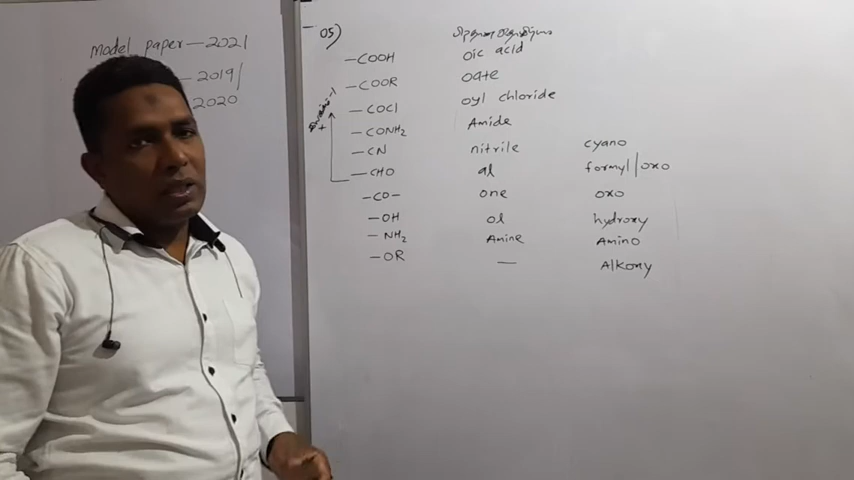 model paper — 2021
— 2019/
2020
05)
— COOH oic acid
— COOR oate
— COCl oyl chloride
— CONH₂ Amide
— CN nitrile cyano
— CHO al formyl/oxo
— CO — one oxo
— OH ol hydroxy
— NH₂ Amine Amino
— OR — Alkony